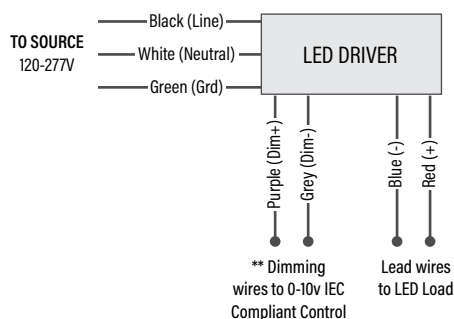 Black (Line)
TO SOURCE
120-277V
White (Neutral)
Green (Grd)
LED DRIVER
Purple (Dim+)
Grey (Dim-)
Blue (-)
Red (+)
** Dimming
wires to 0-10v IEC
Compliant Control
Lead wires
to LED Load